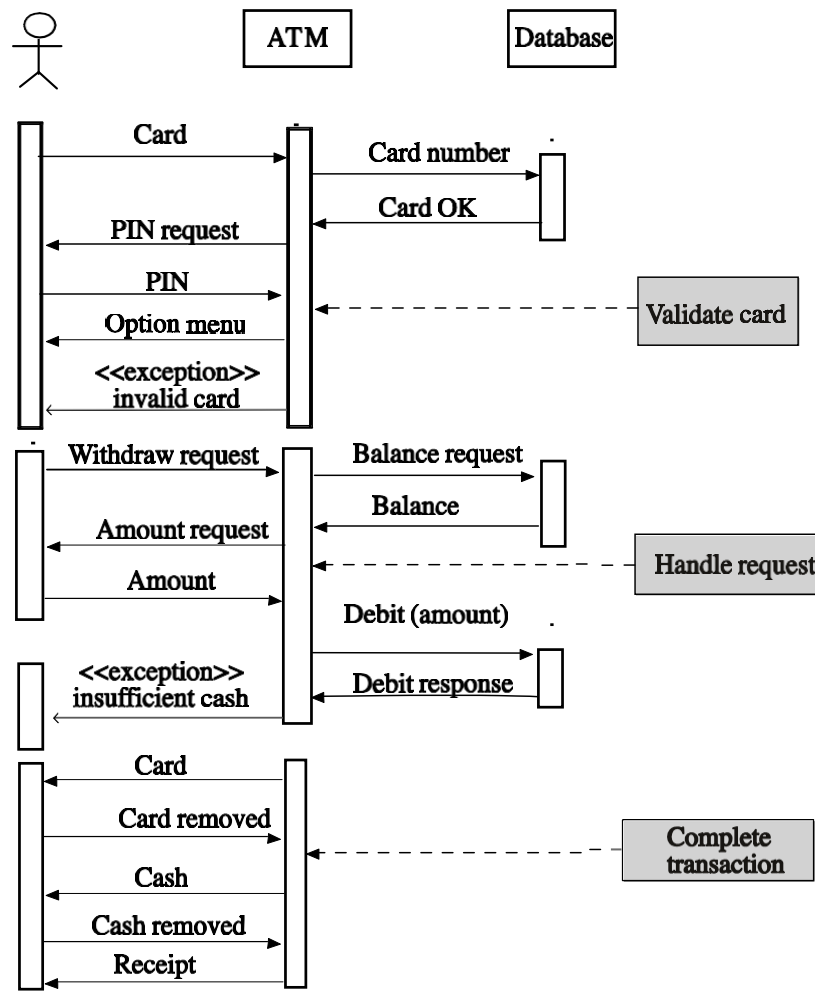 ATM
Database
Card
Card number
Card OK
PIN request
PIN
Option menu
Validate card
<<exception>>
invalid card
Withdraw request
Balance request
Balance
Amount request
Handle request
Amount
Debit (amount)
<<exception>>
insufficient cash
Debit response
Card
Card removed
Complete
transaction
Cash
Cash removed
Receipt